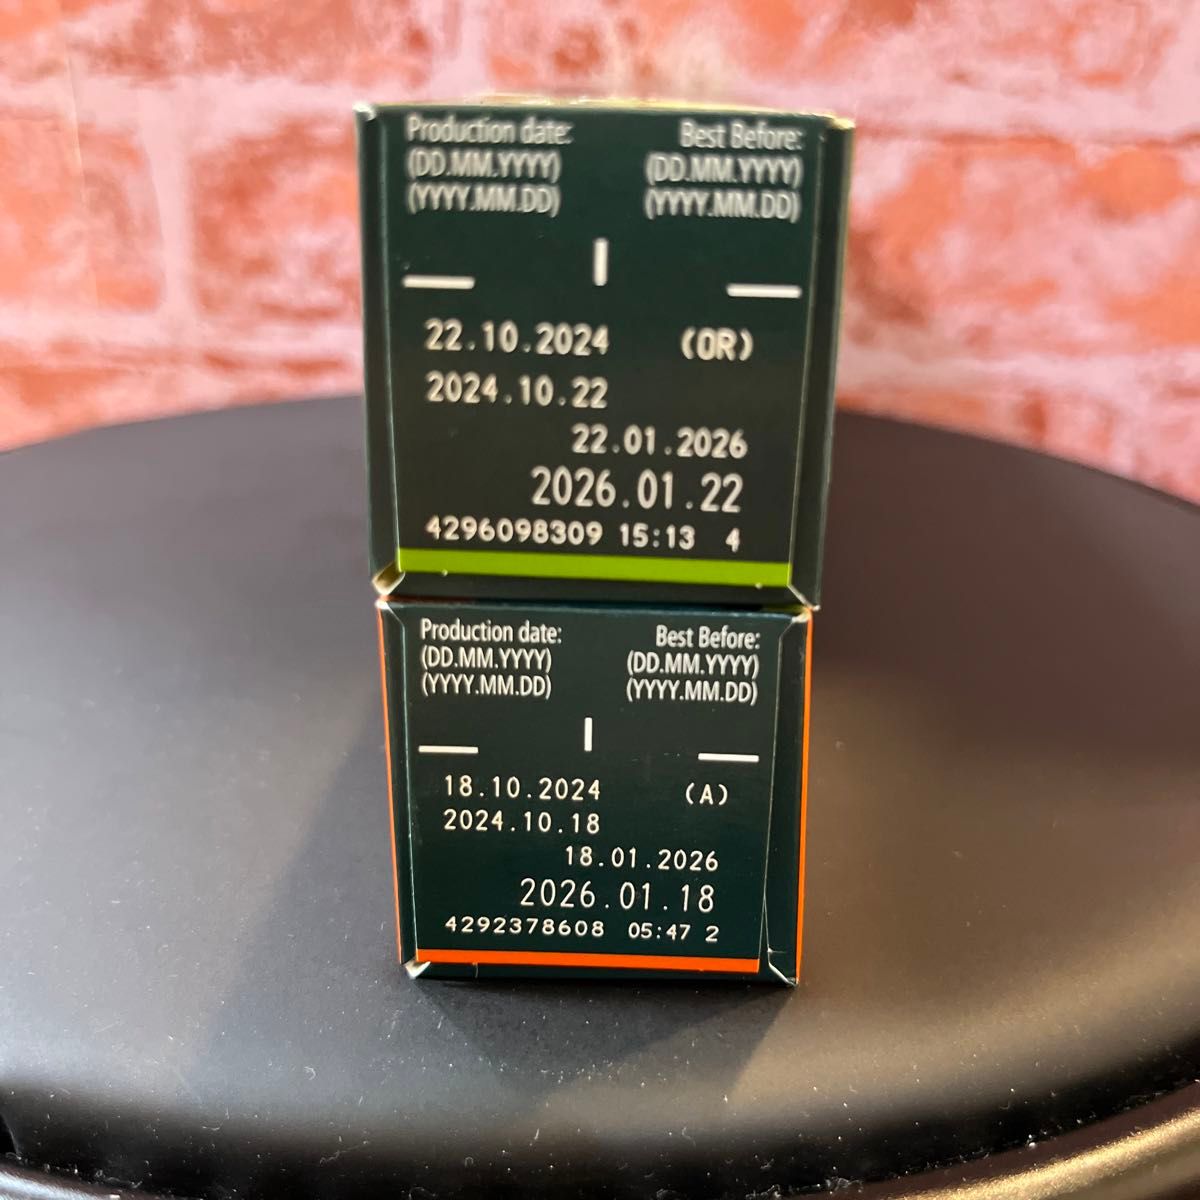 Production date: Best Before:
(DD.MM.YYYY) (DD.MM.YYYY)
(YYYY.MM.DD) (YYYY.MM.DD)
22.10.2024 (OR)
2024.10.22
22.01.2026
2026.01.22
4296098309 15:13 4
Production date: Best Before:
(DD.MM.YYYY) (DD.MM.YYYY)
(YYYY.MM.DD) (YYYY.MM.DD)
18.10.2024 (A)
2024.10.18
18.01.2026
2026.01.18
4292378608 05:47 2